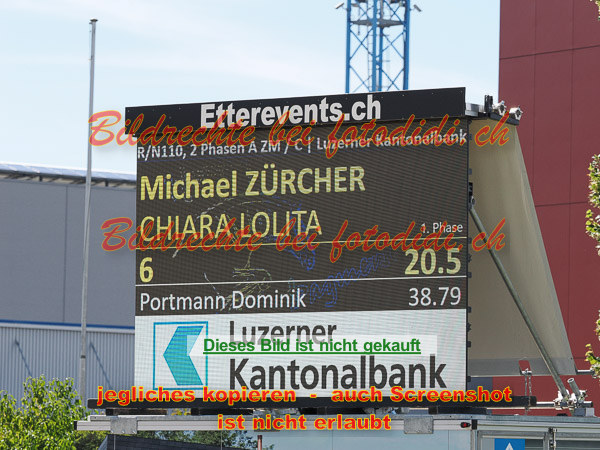 Etterevents.ch
Bildrechte bei fotodidi.ch
R/N110, 2 Phasen A ZM / C | Luzerner Kantonalbank
Michael ZÜRCHER
CHIARA LOLITA
1. Phase
Bildrechte bei fotodidi.ch
6 20.5
Portmann Dominik 38.79
Luzerner
Dieses Bild ist nicht gekauft
Kantonalbank
jegliches kopieren - auch Screenshot
ist nicht erlaubt